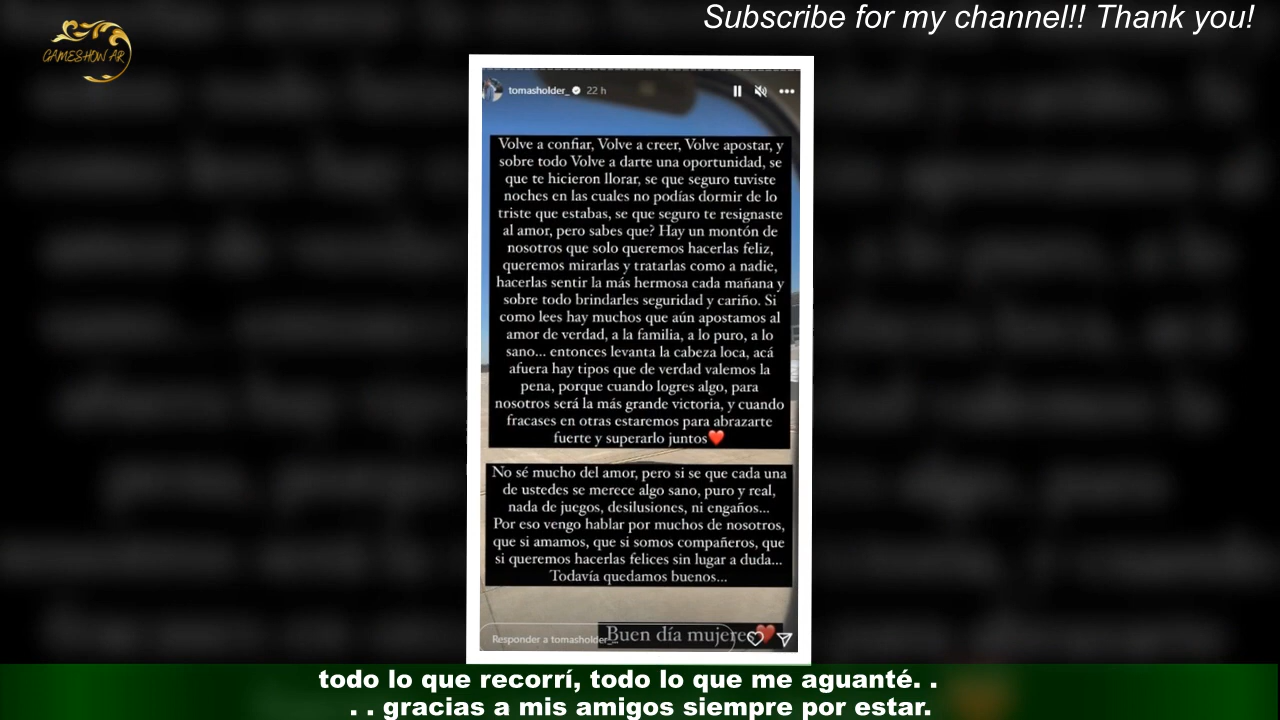 Subscribe for my channel!! Thank you!
GAMESHOW AR
tomasholder_ 22 h
Volve a confiar, Volve a creer, Volve apostar, y
sobre todo Volve a darte una oportunidad, se
que te hicieron llorar, se que seguro tuviste
noches en las cuales no podías dormir de lo
triste que estabas, se que seguro te resignaste
al amor, pero sabes que? Hay un montón de
nosotros que solo queremos hacerlas feliz,
queremos mirarlas y tratarlas como a nadie,
hacerlas sentir la más hermosa cada mañana y
sobre todo brindarles seguridad y cariño. Si
como lees hay muchos que aún apostamos al
amor de verdad, a la familia, a lo puro, a lo
sano... entonces levanta la cabeza loca, acá
afuera hay tipos que de verdad valemos la
pena, porque cuando logres algo, para
nosotros será la más grande victoria, y cuando
fracases en otras estaremos para abrazarte
fuerte y superarlo juntos❤️
No sé mucho del amor, pero si se que cada una
de ustedes se merece algo sano, puro y real,
nada de juegos, desilusiones, ni engaños...
Por eso vengo hablar por muchos de nosotros,
que si amamos, que si somos compañeros, que
si queremos hacerlas felices sin lugar a duda...
Todavía quedamos buenos...
Buen día mujere❤️
Responder a tomasholder_...
todo lo que recorrí, todo lo que me aguanté. .
. . gracias a mis amigos siempre por estar.